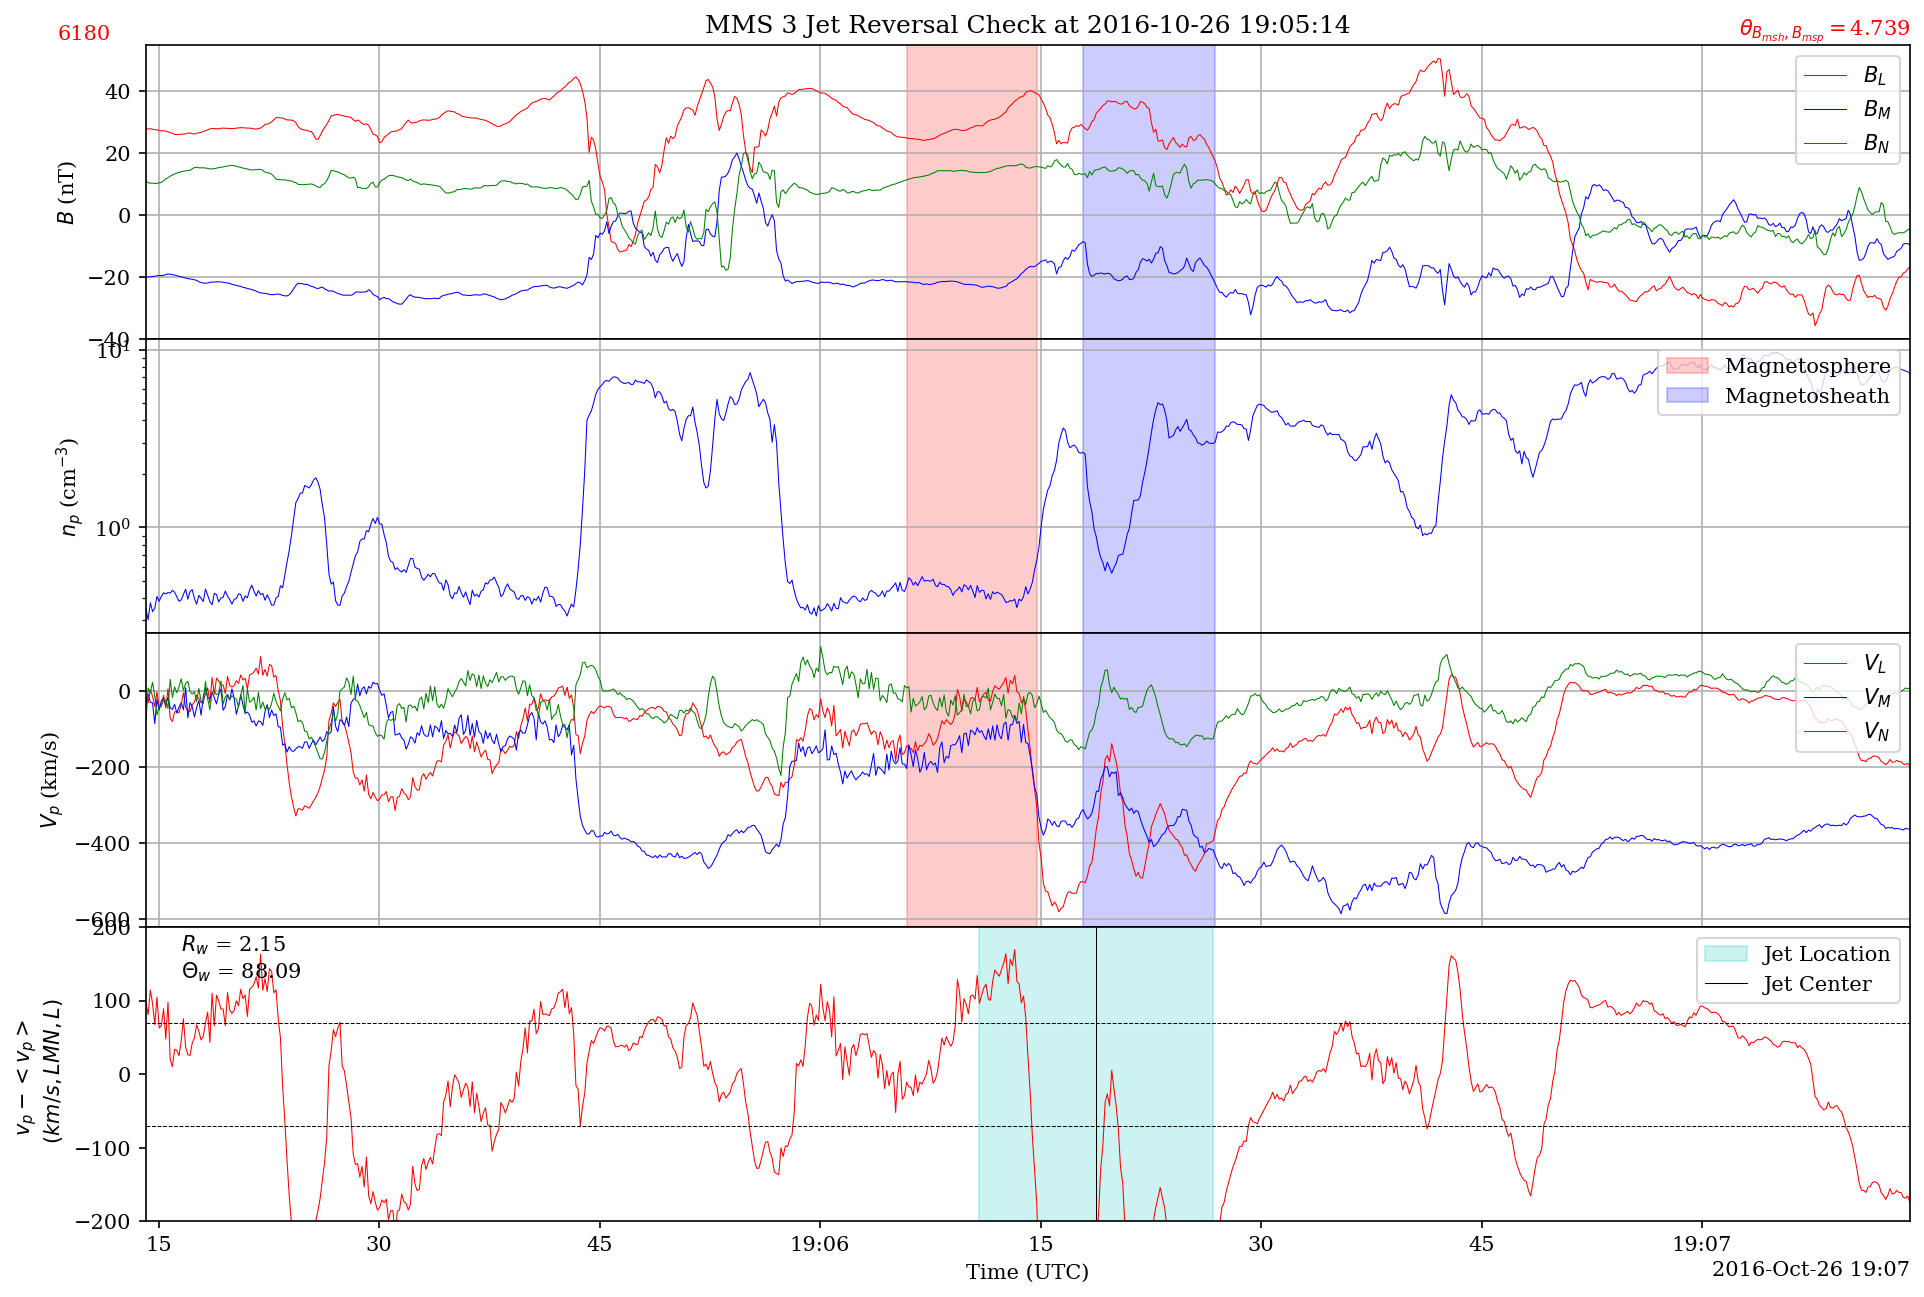 MMS 3 Jet Reversal Check at 2016-10-26 19:05:14
6180
θ_{B_{msh}, B_{msp}} = 4.739
40
20
0
−20
−40
B (nT)
B_L
B_M
B_N
10^1
10^0
n_p (cm^{−3})
Magnetosphere
Magnetosheath
0
−200
−400
−600
V_p (km/s)
V_L
V_M
V_N
200
100
0
−100
−200
v_p − < v_p >
(km/s, LMN, L)
R_w = 2.15
Θ_w = 88.09
Jet Location
Jet Center
15 30 45 19:06 15 30 45 19:07
Time (UTC)
2016-Oct-26 19:07